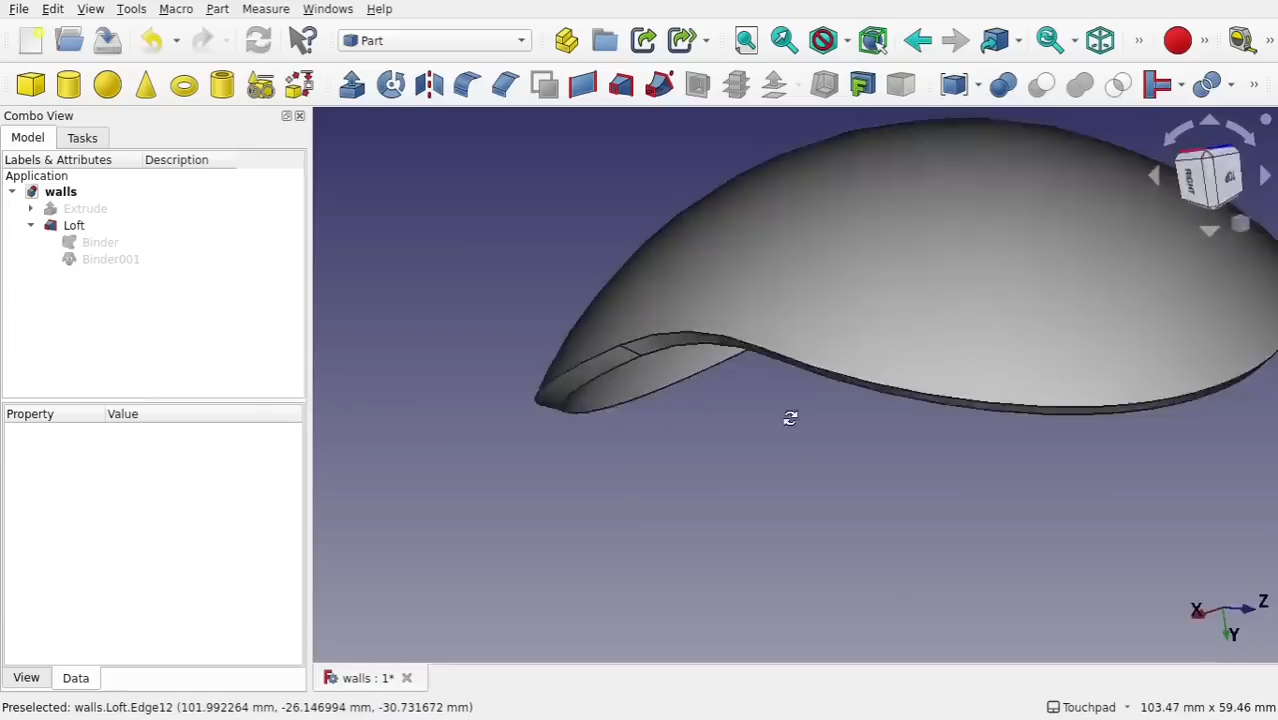 File Edit View Tools Macro Part Measure Windows Help
Part
Combo View
Model Tasks
Labels & Attributes Description
Application
walls
Extrude
Loft
Binder
Binder001
Property Value
View Data
walls : 1*
RIGHT
X Z
Y
Preselected: walls.Loft.Edge12 (101.992264 mm, -26.146994 mm, -30.731672 mm)
Touchpad 103.47 mm x 59.46 mm